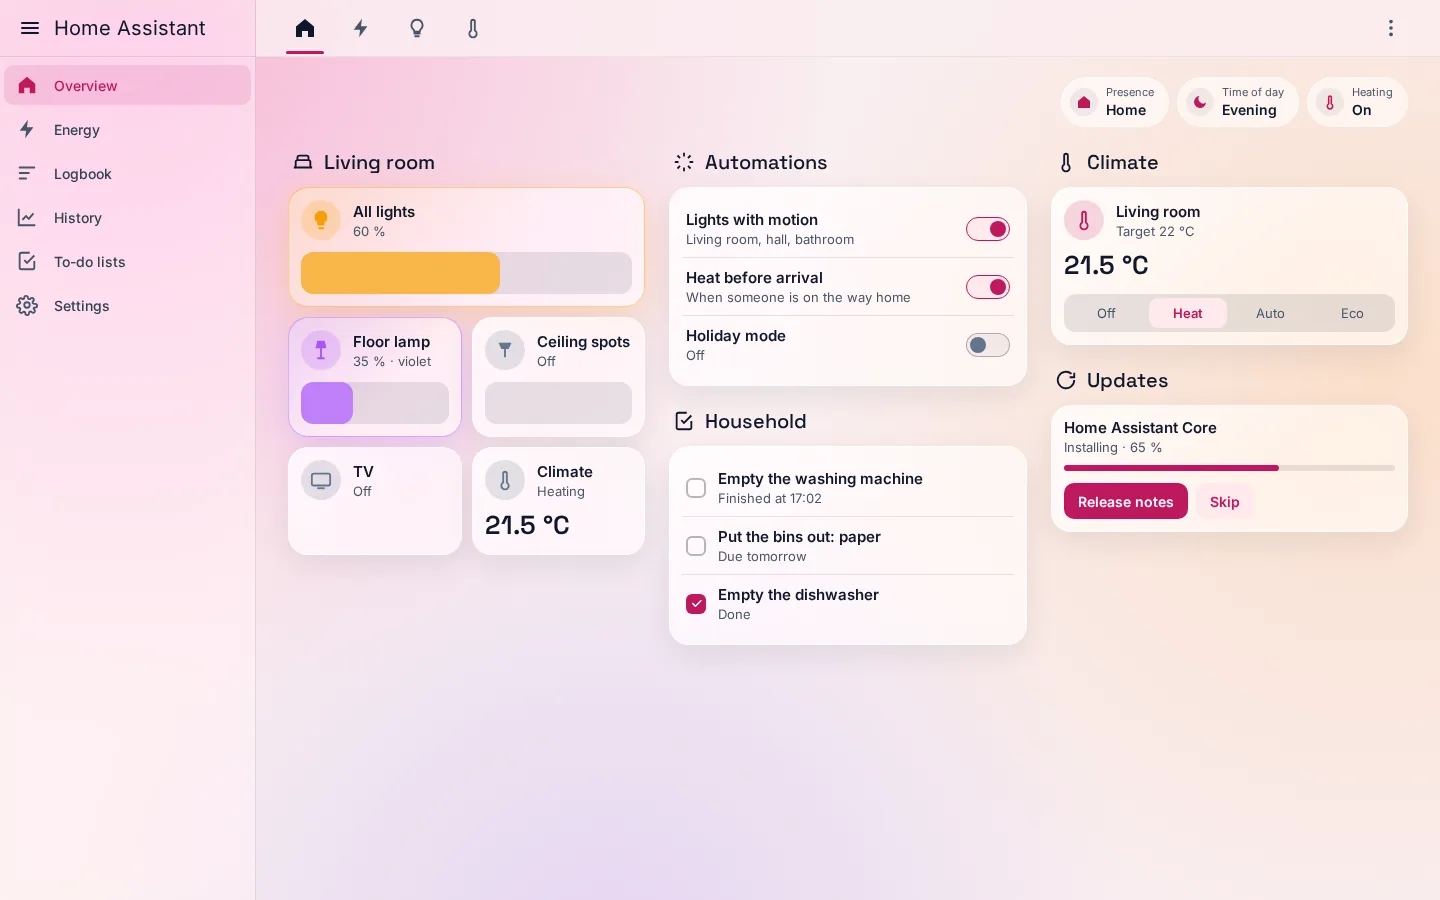 Home Assistant
Overview
Energy
Logbook
History
To-do lists
Settings
Presence
Home
Time of day
Evening
Heating
On
Living room
All lights
60 %
Floor lamp
35 % · violet
Ceiling spots
Off
TV
Off
Climate
Heating
21.5 °C
Automations
Lights with motion
Living room, hall, bathroom
Heat before arrival
When someone is on the way home
Holiday mode
Off
Household
Empty the washing machine
Finished at 17:02
Put the bins out: paper
Due tomorrow
Empty the dishwasher
Done
Climate
Living room
Target 22 °C
21.5 °C
Off Heat Auto Eco
Updates
Home Assistant Core
Installing · 65 %
Release notes Skip